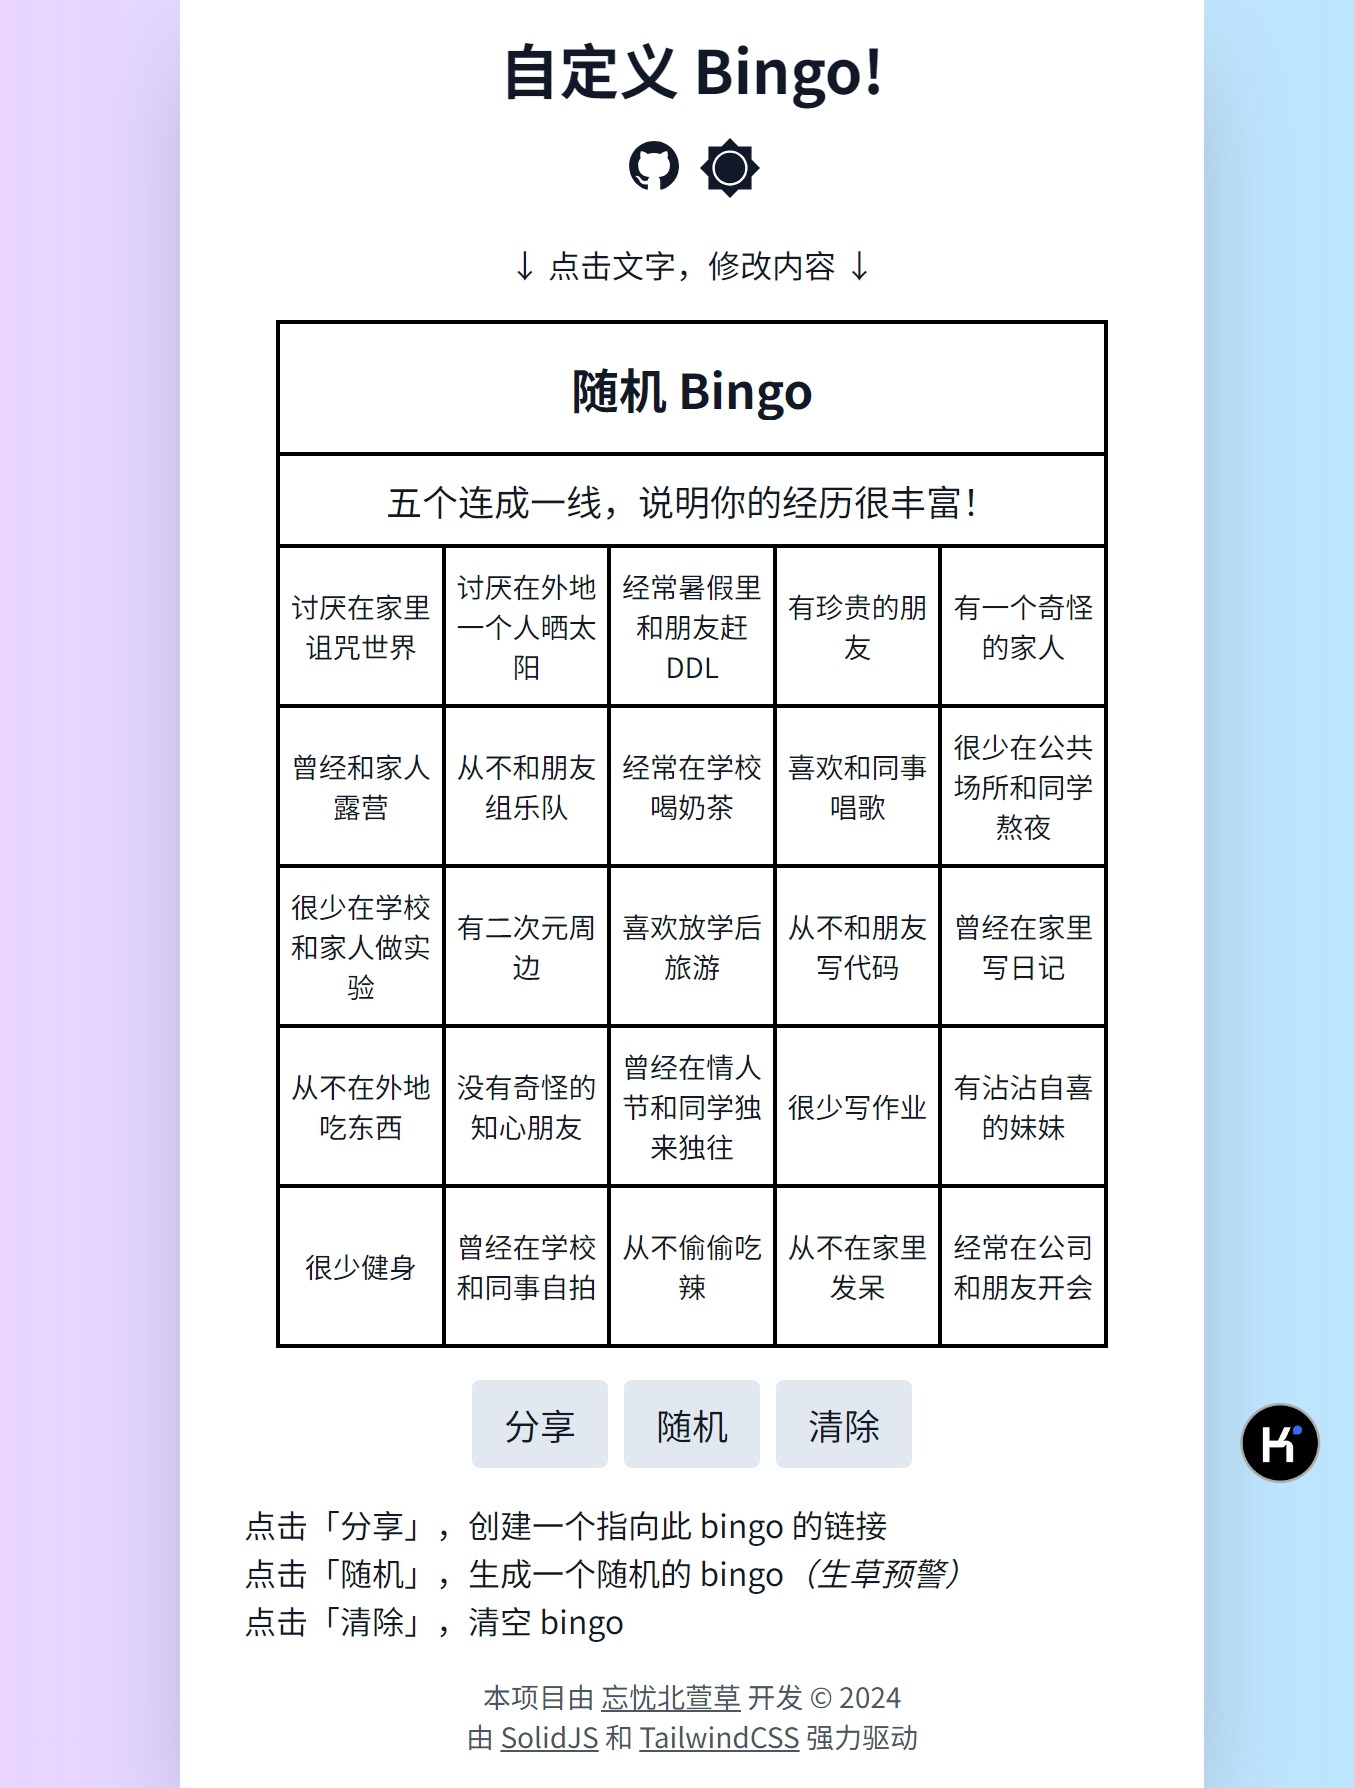 自定义 Bingo!
↓ 点击文字，修改内容 ↓
随机 Bingo
五个连成一线，说明你的经历很丰富！
讨厌在家里
诅咒世界
讨厌在外地
一个人晒太
阳
经常暑假里
和朋友赶
DDL
有珍贵的朋
友
有一个奇怪
的家人
曾经和家人
露营
从不和朋友
组乐队
经常在学校
喝奶茶
喜欢和同事
唱歌
很少在公共
场所和同学
熬夜
很少在学校
和家人做实
验
有二次元周
边
喜欢放学后
旅游
从不和朋友
写代码
曾经在家里
写日记
从不在外地
吃东西
没有奇怪的
知心朋友
曾经在情人
节和同学独
来独往
很少写作业
有沾沾自喜
的妹妹
很少健身
曾经在学校
和同事自拍
从不偷偷吃
辣
从不在家里
发呆
经常在公司
和朋友开会
分享
随机
清除
K
点击「分享」，创建一个指向此 bingo 的链接
点击「随机」，生成一个随机的 bingo（生草预警）
点击「清除」，清空 bingo
本项目由 忘忧北萱草 开发 © 2024
由 SolidJS 和 TailwindCSS 强力驱动